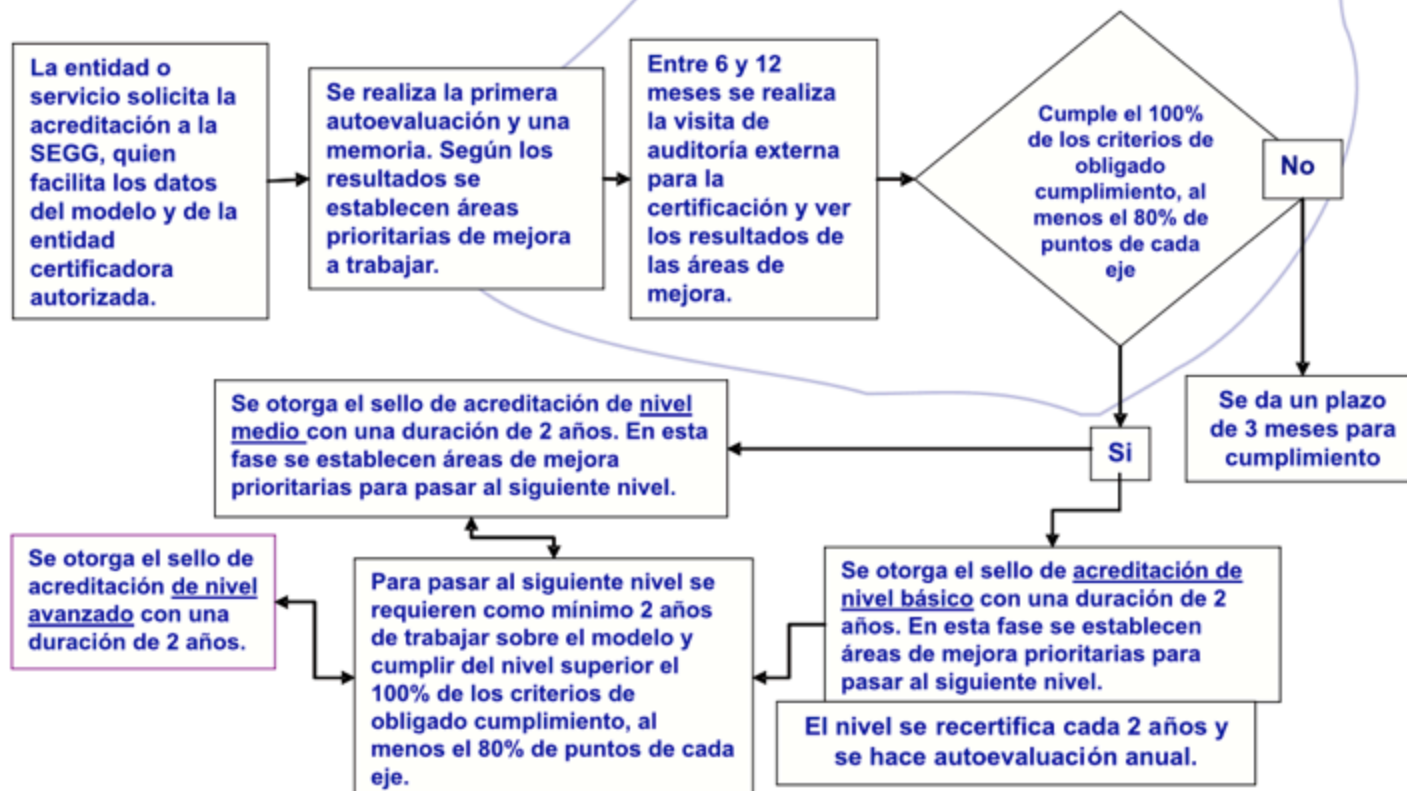 La entidad o
servicio solicita la
acreditación a la
SEGG, quien
facilita los datos
del modelo y de la
entidad
certificadora
autorizada.
Se realiza la primera
autoevaluación y una
memoria. Según los
resultados se
establecen áreas
prioritarias de mejora
a trabajar.
Entre 6 y 12
meses se realiza
la visita de
auditoría externa
para la
certificación y ver
los resultados de
las áreas de
mejora.
Cumple el 100%
de los criterios de
obligado
cumplimiento, al
menos el 80% de
puntos de cada
eje
No
Se da un plazo
de 3 meses para
cumplimiento
Si
Se otorga el sello de acreditación de nivel
medio con una duración de 2 años. En esta
fase se establecen áreas de mejora
prioritarias para pasar al siguiente nivel.
Se otorga el sello de
acreditación de nivel
avanzado con una
duración de 2 años.
Para pasar al siguiente nivel se
requieren como mínimo 2 años
de trabajar sobre el modelo y
cumplir del nivel superior el
100% de los criterios de
obligado cumplimiento, al
menos el 80% de puntos de cada
eje.
Se otorga el sello de acreditación de
nivel básico con una duración de 2
años. En esta fase se establecen
áreas de mejora prioritarias para
pasar al siguiente nivel.
El nivel se recertifica cada 2 años y
se hace autoevaluación anual.